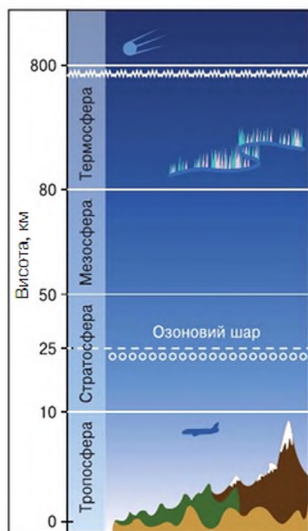 800
Термосфера
80
Мезосфера
Висота, км
50
Стратосфера
Озоновий шар
25
10
Тропосфера
0